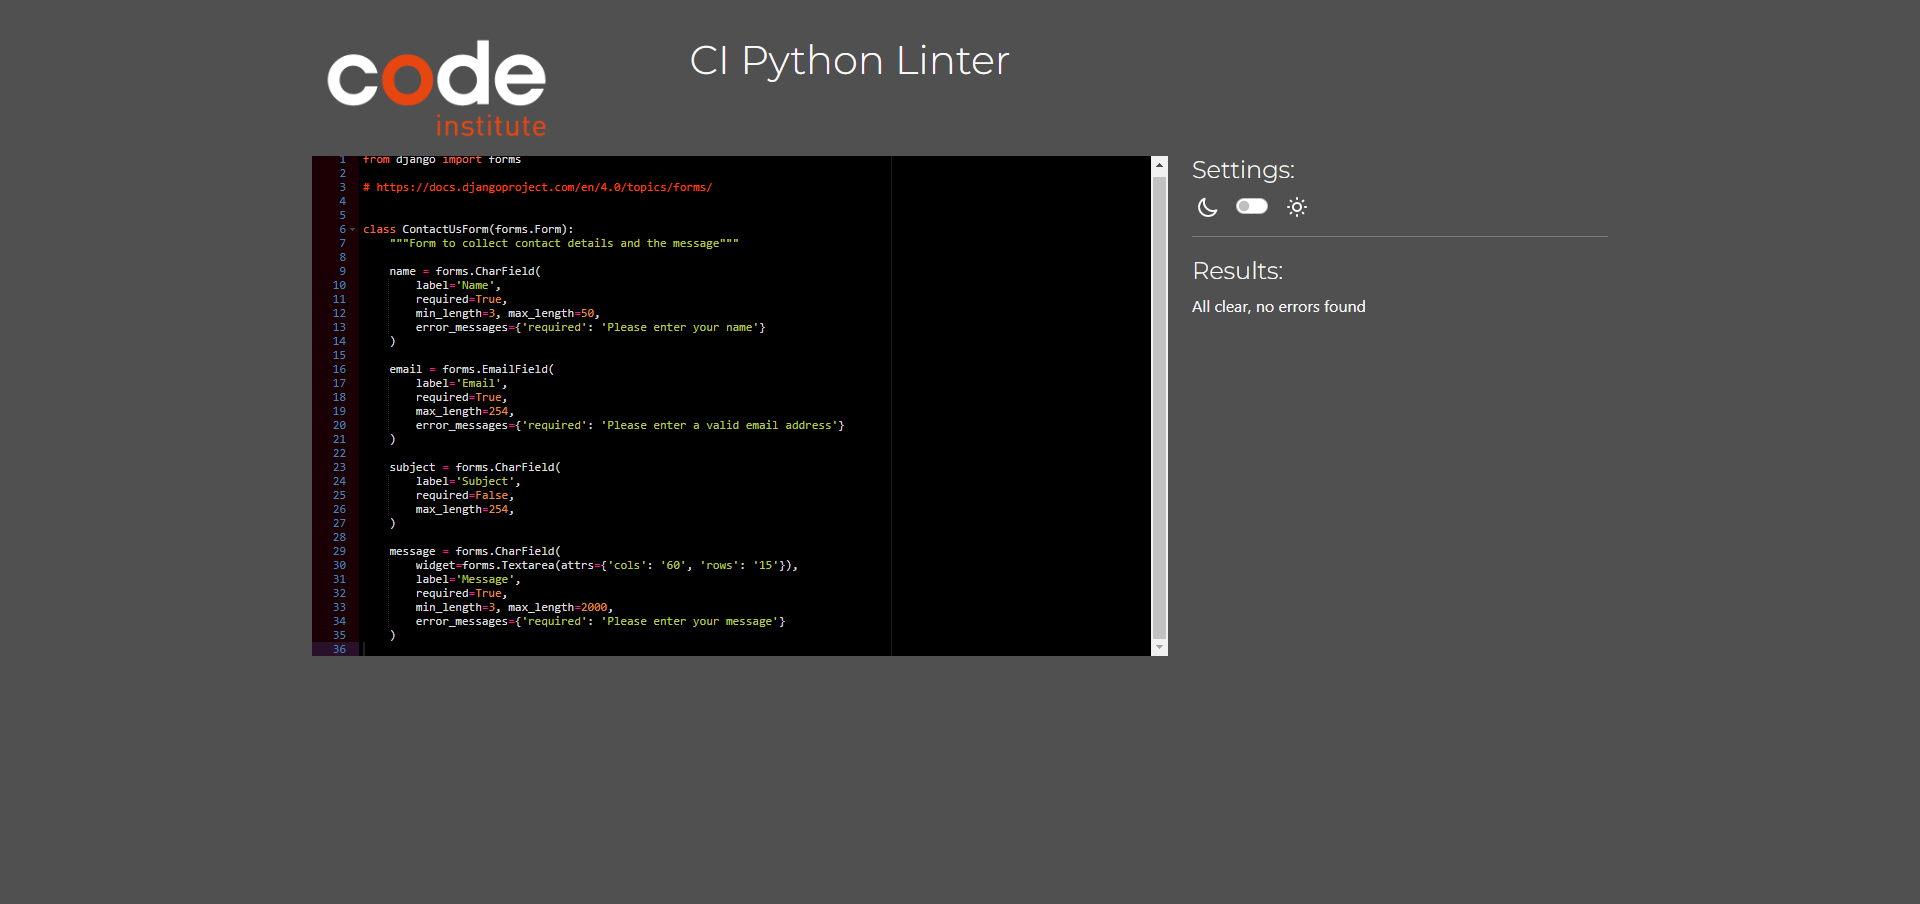 code
institute
CI Python Linter
1 from django import forms
2
3 # https://docs.djangoproject.com/en/4.0/topics/forms/
4
5
6 class ContactUsForm(forms.Form):
7     """Form to collect contact details and the message"""
8
9     name = forms.CharField(
10         label='Name',
11         required=True,
12         min_length=3, max_length=50,
13         error_messages={'required': 'Please enter your name'}
14     )
15
16     email = forms.EmailField(
17         label='Email',
18         required=True,
19         max_length=254,
20         error_messages={'required': 'Please enter a valid email address'}
21     )
22
23     subject = forms.CharField(
24         label='Subject',
25         required=False,
26         max_length=254,
27     )
28
29     message = forms.CharField(
30         widget=forms.Textarea(attrs={'cols': '60', 'rows': '15'}),
31         label='Message',
32         required=True,
33         min_length=3, max_length=2000,
34         error_messages={'required': 'Please enter your message'}
35     )
36
Settings:
Results:
All clear, no errors found